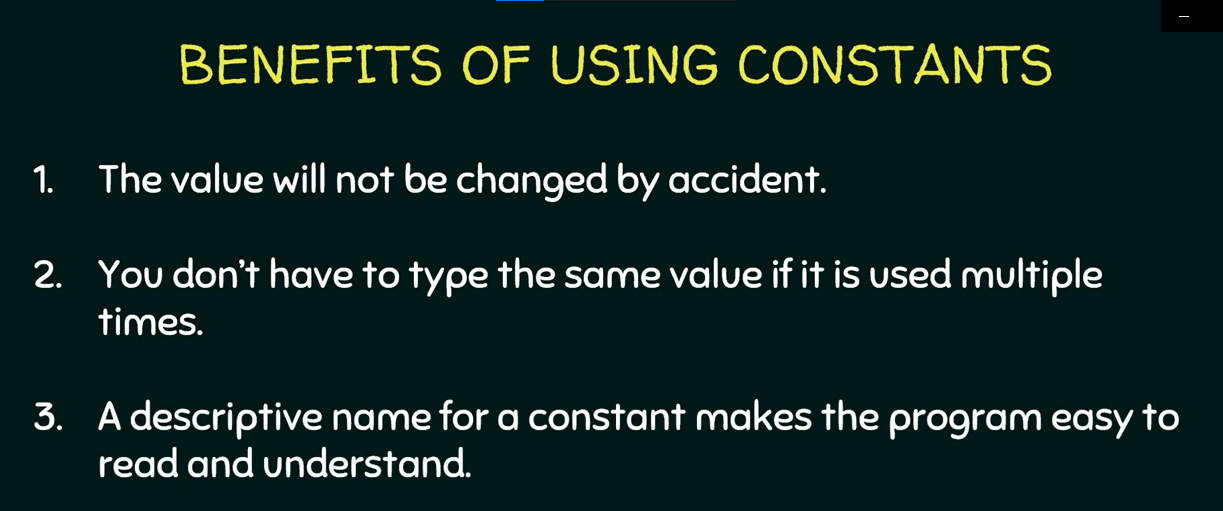 BENEFITS OF USING CONSTANTS
1. The value will not be changed by accident.
2. You don't have to type the same value if it is used multiple
times.
3. A descriptive name for a constant makes the program easy to
read and understand.